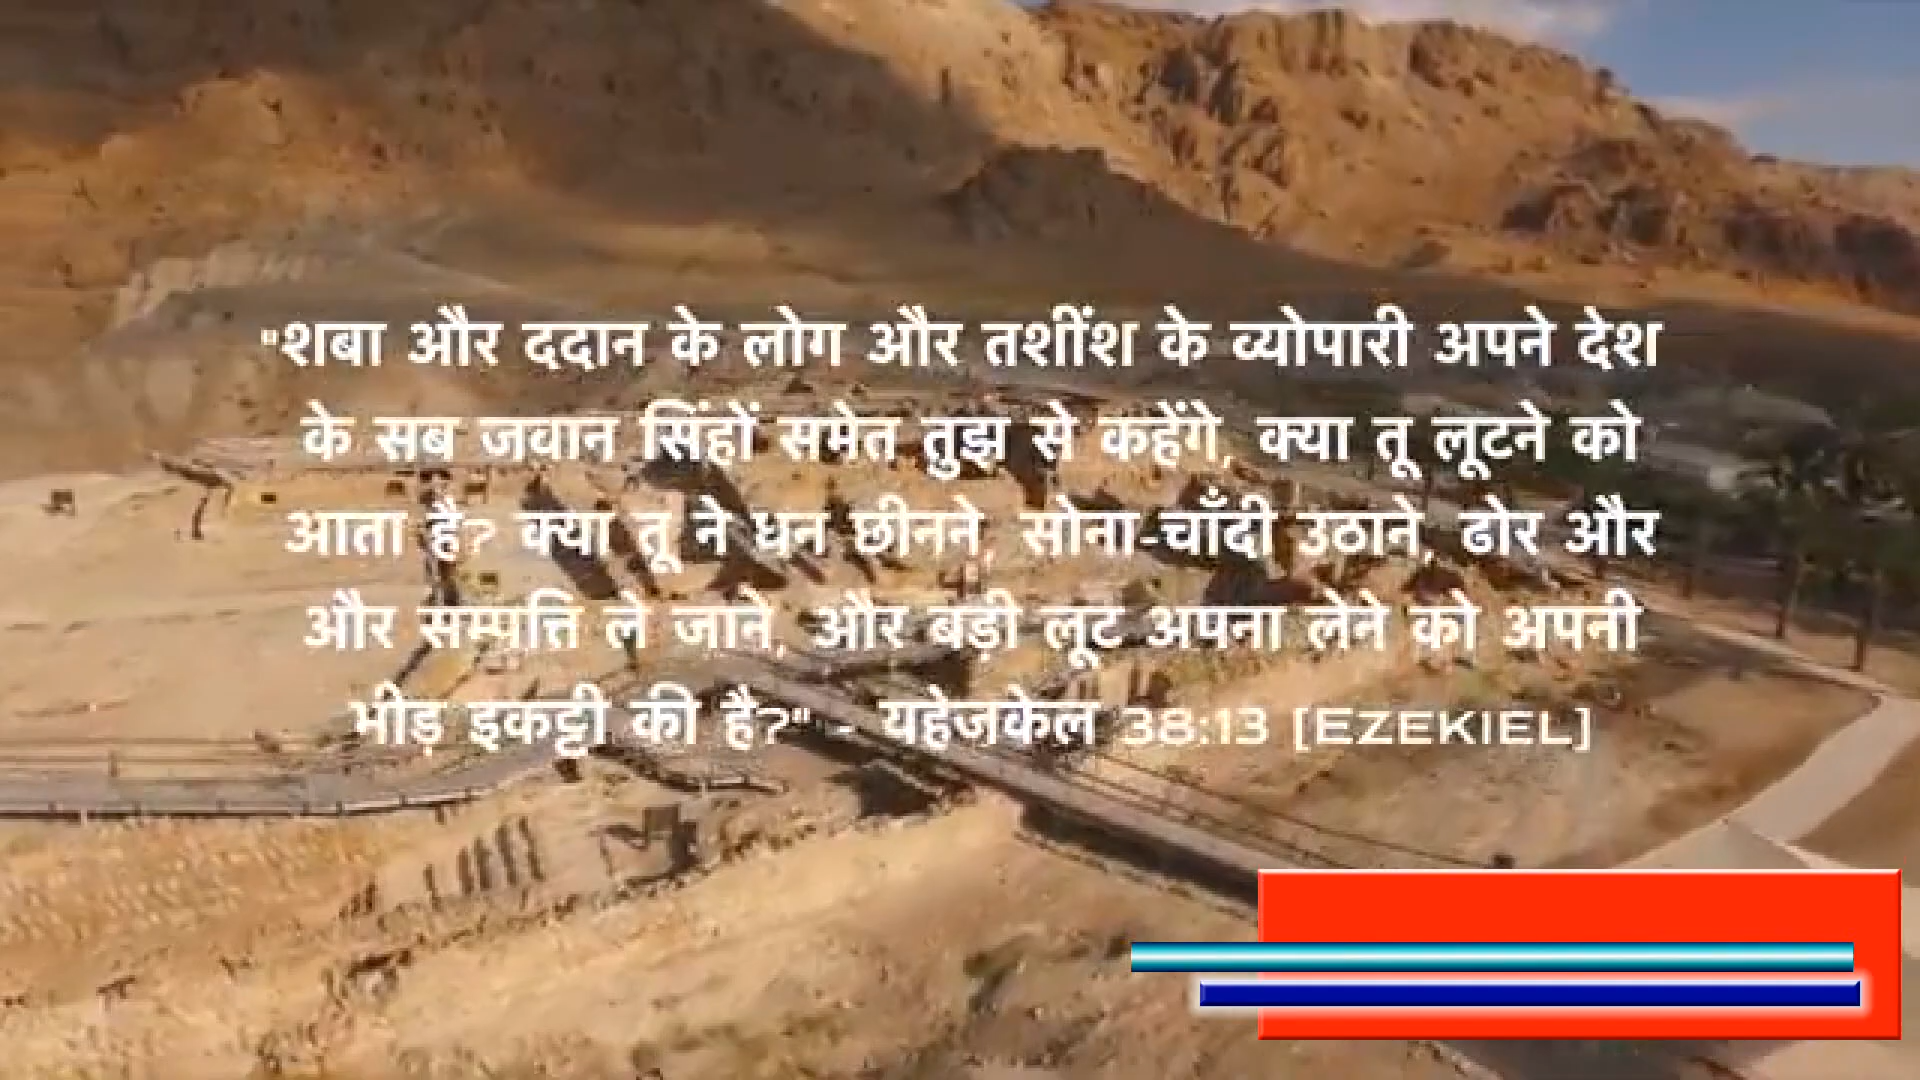 "शबा और ददान के लोग और तर्शीश के व्योपारी अपने देश
के सब जवान सिंहों समेत तुझ से कहेंगे, क्या तू लूटने को
आता है? क्या तू ने धन छीनने, सोना-चाँदी उठाने, ढोर और
और सम्पत्ति ले जाने, और बड़ी लूट अपना लेने को अपनी
भीड़ इकट्टी की है?" - यहेजकेल 38:13 [EZEKIEL]